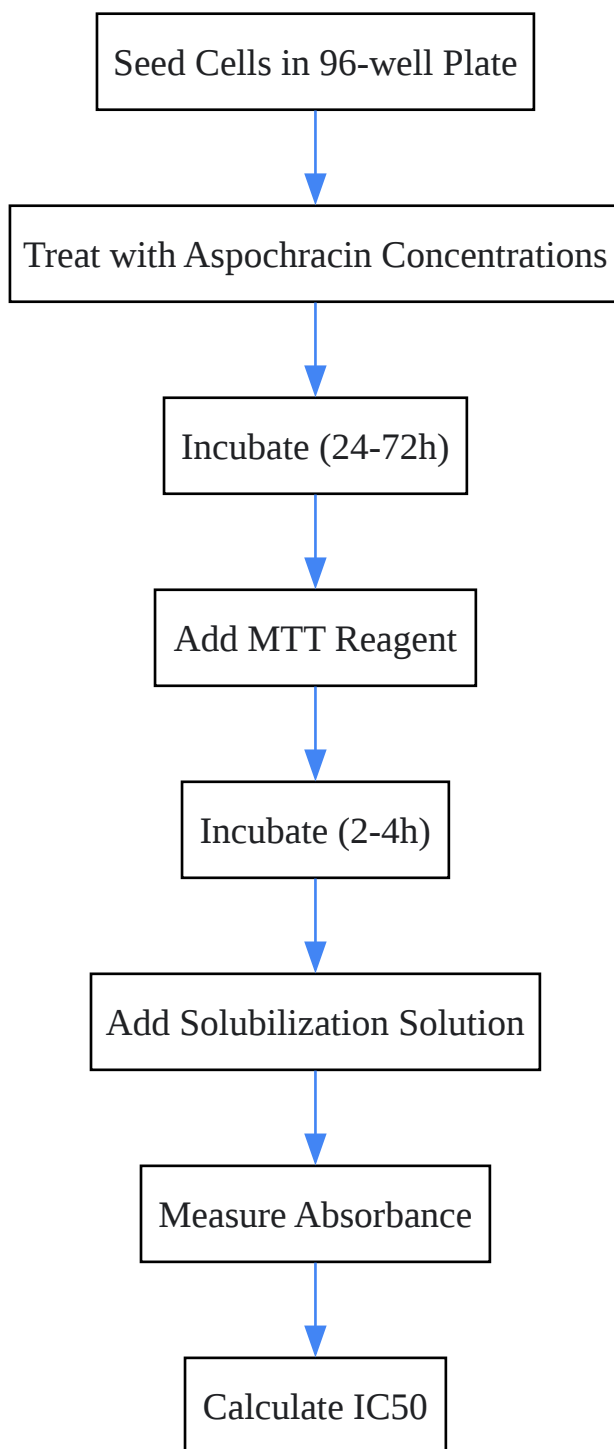 Seed Cells in 96-well Plate
Treat with Aspochracin Concentrations
Incubate (24-72h)
Add MTT Reagent
Incubate (2-4h)
Add Solubilization Solution
Measure Absorbance
Calculate IC50